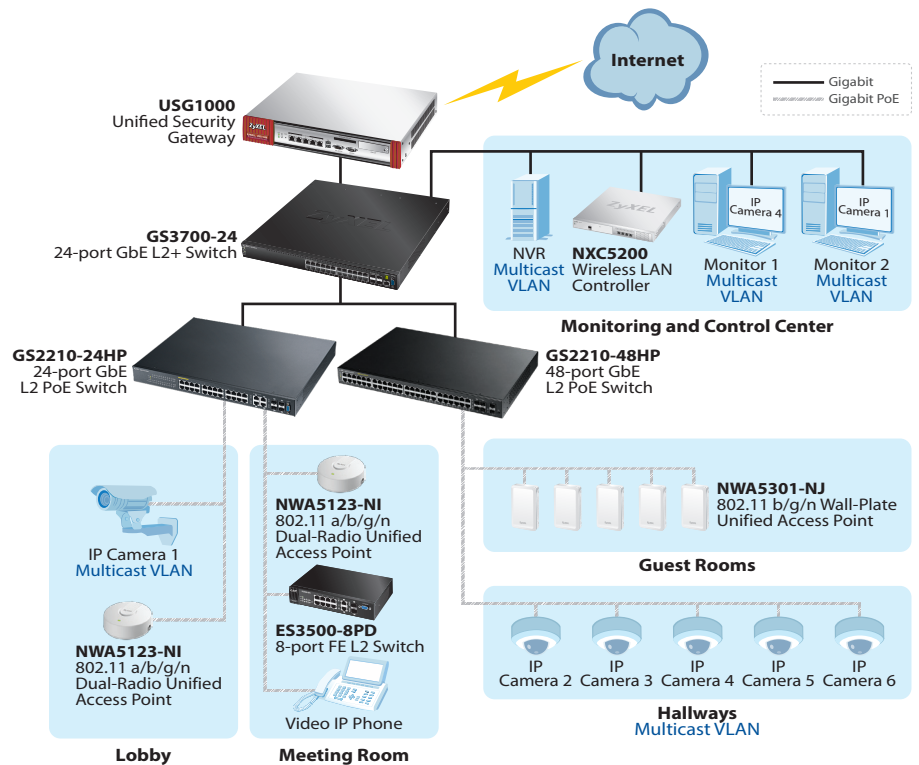 Internet
Gigabit
Gigabit PoE
USG1000
Unified Security
Gateway
ZyXEL
GS3700-24
24-port GbE L2+ Switch
ZyXEL
ZyXEL
NVR
Multicast
VLAN
NXC5200
Wireless LAN
Controller
IP
Camera 4
Monitor 1
Multicast
VLAN
IP
Camera 1
Monitor 2
Multicast
VLAN
Monitoring and Control Center
GS2210-24HP
24-port GbE
L2 PoE Switch
GS2210-48HP
48-port GbE
L2 PoE Switch
IP Camera 1
Multicast VLAN
NWA5123-NI
802.11 a/b/g/n
Dual-Radio Unified
Access Point
Lobby
NWA5123-NI
802.11 a/b/g/n
Dual-Radio Unified
Access Point
ES3500-8PD
8-port FE L2 Switch
Video IP Phone
Meeting Room
NWA5301-NJ
802.11 b/g/n Wall-Plate
Unified Access Point
Guest Rooms
IP
Camera 2
IP
Camera 3
IP
Camera 4
IP
Camera 5
IP
Camera 6
Hallways
Multicast VLAN